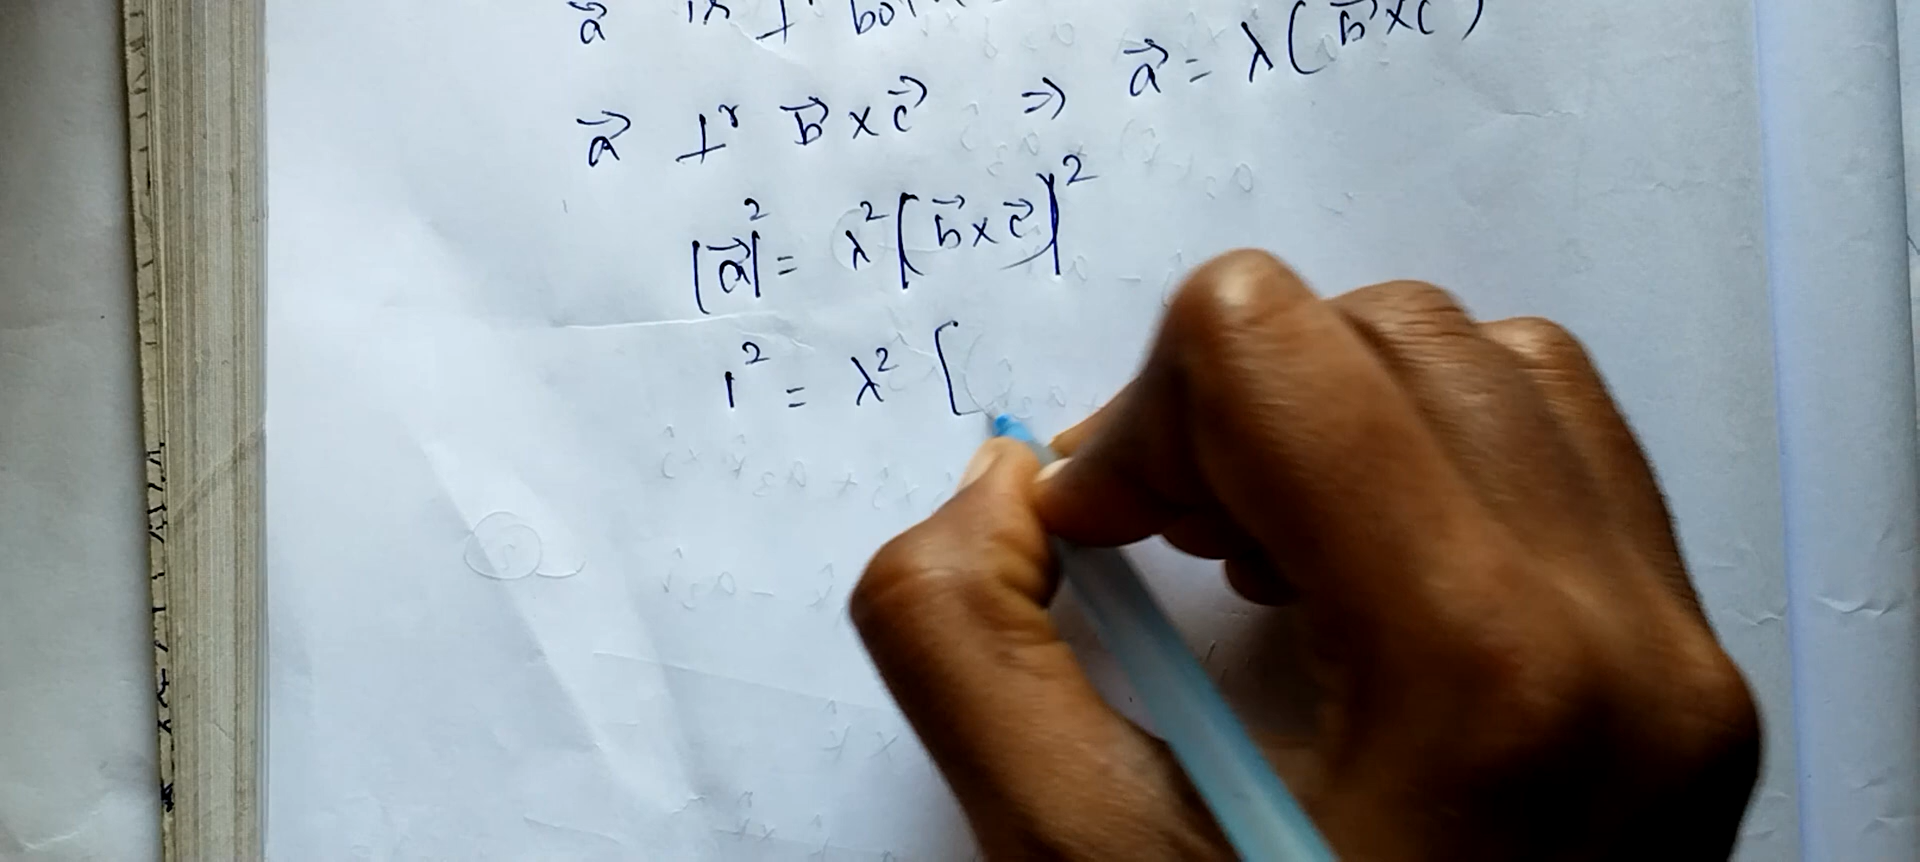 a⃗
a⃗ ⊥ʳ b⃗ × c⃗ ⇒ a⃗ = λ(b⃗ × c⃗)
|a⃗|² = λ²|(b⃗ × c⃗)|²
1² = λ² [